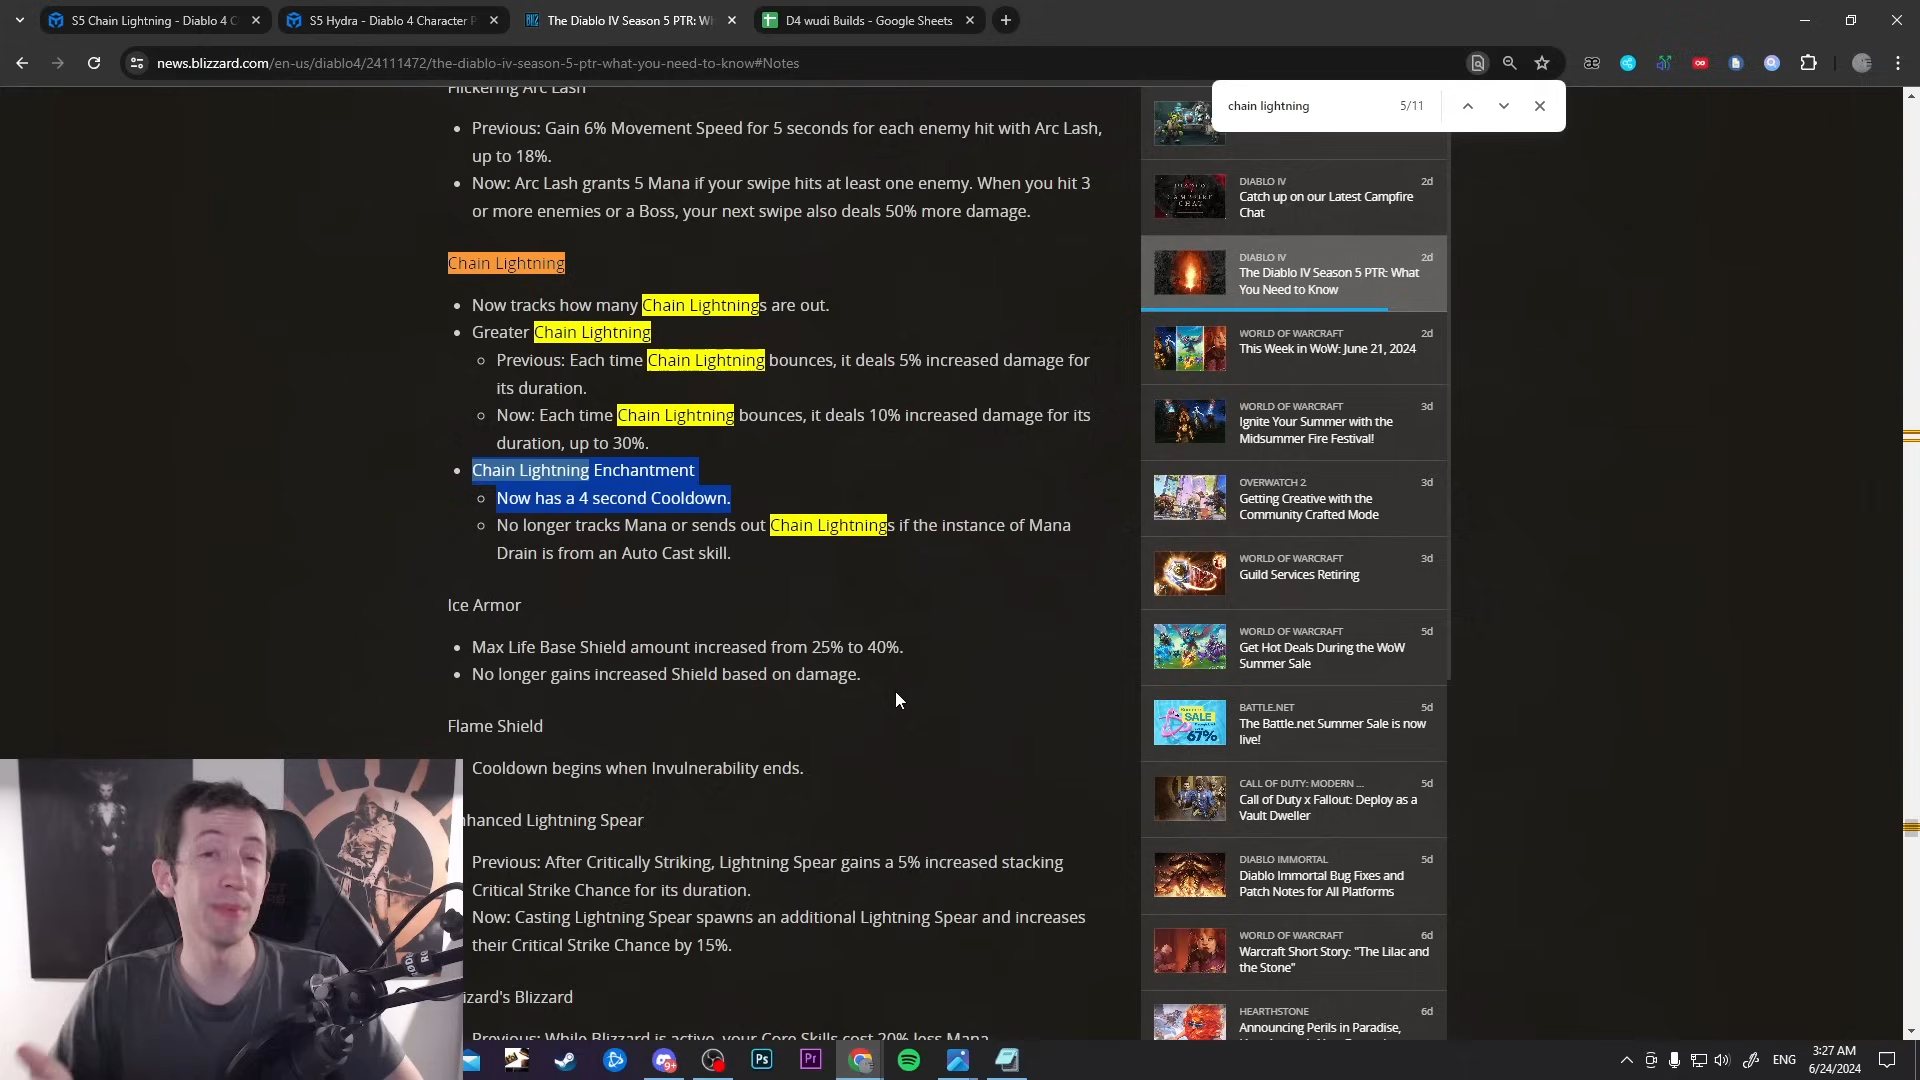 S5 Chain Lightning - Diablo 4 C
S5 Hydra - Diablo 4 Character P
The Diablo IV Season 5 PTR: Wh
D4 wudi Builds - Google Sheets
news.blizzard.com/en-us/diablo4/24111472/the-diablo-iv-season-5-ptr-what-you-need-to-know#Notes
chain lightning 5/11
Flickering Arc Lash
Previous: Gain 6% Movement Speed for 5 seconds for each enemy hit with Arc Lash,
up to 18%.
Now: Arc Lash grants 5 Mana if your swipe hits at least one enemy. When you hit 3
or more enemies or a Boss, your next swipe also deals 50% more damage.
Chain Lightning
Now tracks how many Chain Lightnings are out.
Greater Chain Lightning
Previous: Each time Chain Lightning bounces, it deals 5% increased damage for
its duration.
Now: Each time Chain Lightning bounces, it deals 10% increased damage for its
duration, up to 30%.
Chain Lightning Enchantment
Now has a 4 second Cooldown.
No longer tracks Mana or sends out Chain Lightnings if the instance of Mana
Drain is from an Auto Cast skill.
Ice Armor
Max Life Base Shield amount increased from 25% to 40%.
No longer gains increased Shield based on damage.
Flame Shield
Cooldown begins when Invulnerability ends.
nhanced Lightning Spear
Previous: After Critically Striking, Lightning Spear gains a 5% increased stacking
Critical Strike Chance for its duration.
Now: Casting Lightning Spear spawns an additional Lightning Spear and increases
their Critical Strike Chance by 15%.
izard's Blizzard
Previous: While Blizzard is active, your Core Skills cost 20% less Mana.
DIABLO IV 2d
Catch up on our Latest Campfire
Chat
DIABLO IV 2d
The Diablo IV Season 5 PTR: What
You Need to Know
WORLD OF WARCRAFT 2d
This Week in WoW: June 21, 2024
WORLD OF WARCRAFT 3d
Ignite Your Summer with the
Midsummer Fire Festival!
OVERWATCH 2 3d
Getting Creative with the
Community Crafted Mode
WORLD OF WARCRAFT 3d
Guild Services Retiring
WORLD OF WARCRAFT 5d
Get Hot Deals During the WoW
Summer Sale
BATTLE.NET 5d
The Battle.net Summer Sale is now
live!
SALE
67%
CALL OF DUTY: MODERN ... 5d
Call of Duty x Fallout: Deploy as a
Vault Dweller
DIABLO IMMORTAL 5d
Diablo Immortal Bug Fixes and
Patch Notes for All Platforms
WORLD OF WARCRAFT 6d
Warcraft Short Story: "The Lilac and
the Stone"
HEARTHSTONE 6d
Announcing Perils in Paradise,
ENG
3:27 AM
6/24/2024